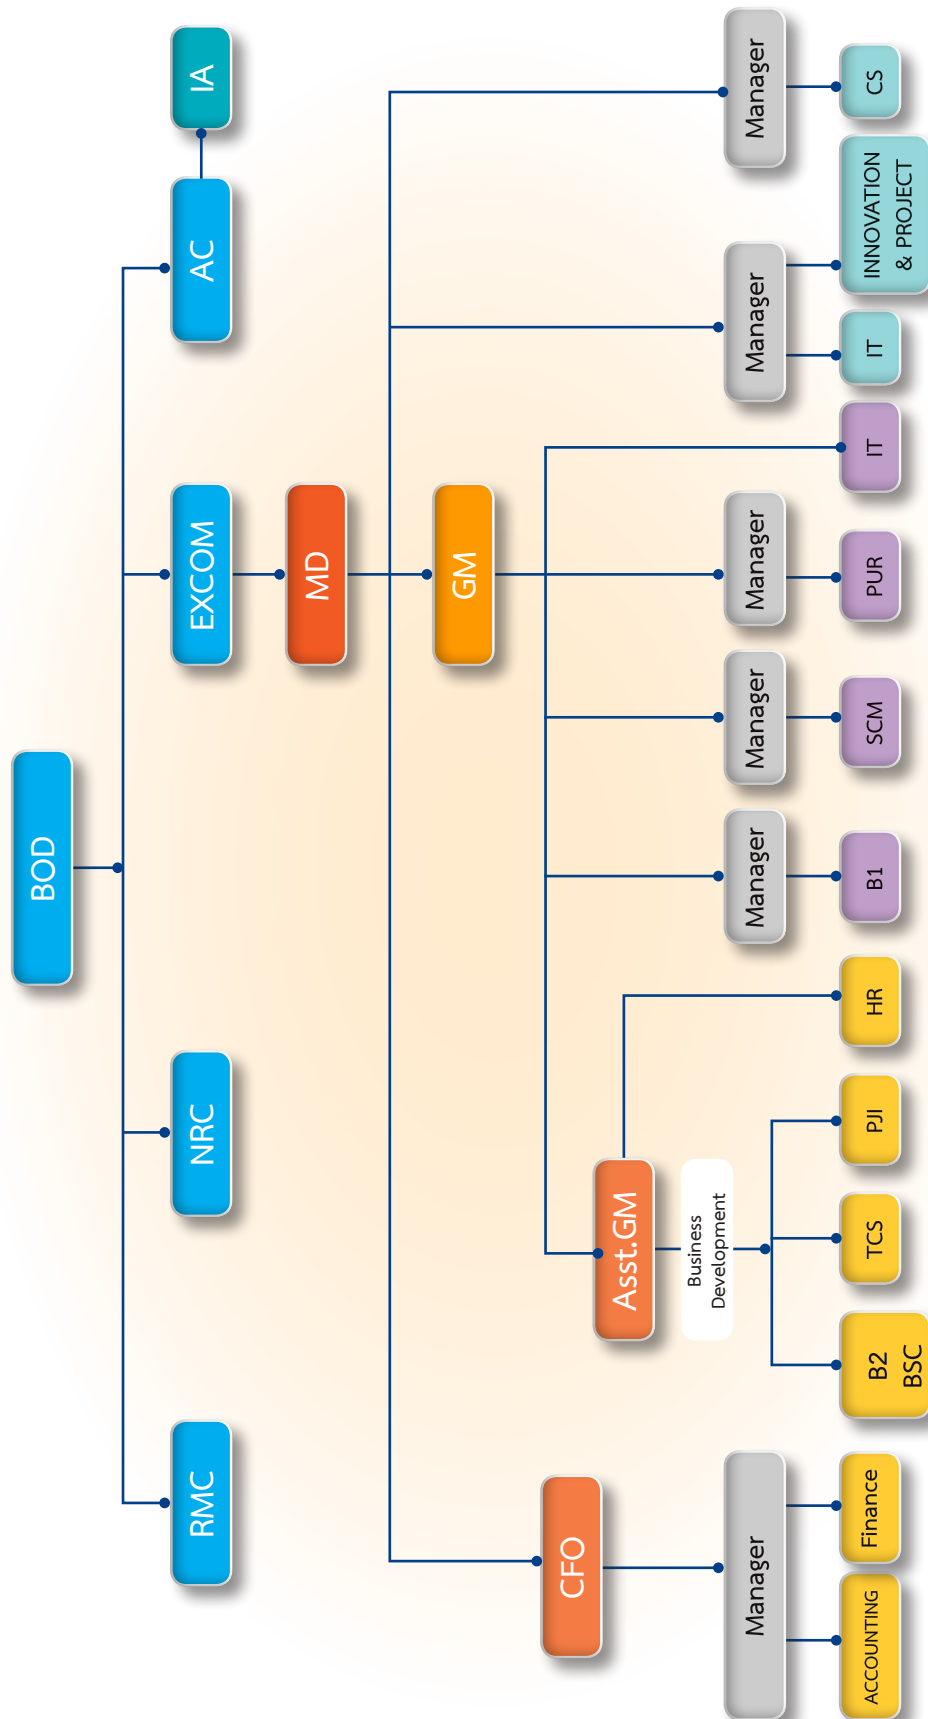 BOD
RMC
NRC
EXCOM
AC
IA
MD
GM
CFO
Asst.GM
Business
Development
Manager
Manager
Manager
Manager
Manager
Manager
ACCOUNTING
Finance
B2
BSC
TCS
PJI
HR
B1
SCM
PUR
IT
IT
INNOVATION
& PROJECT
CS